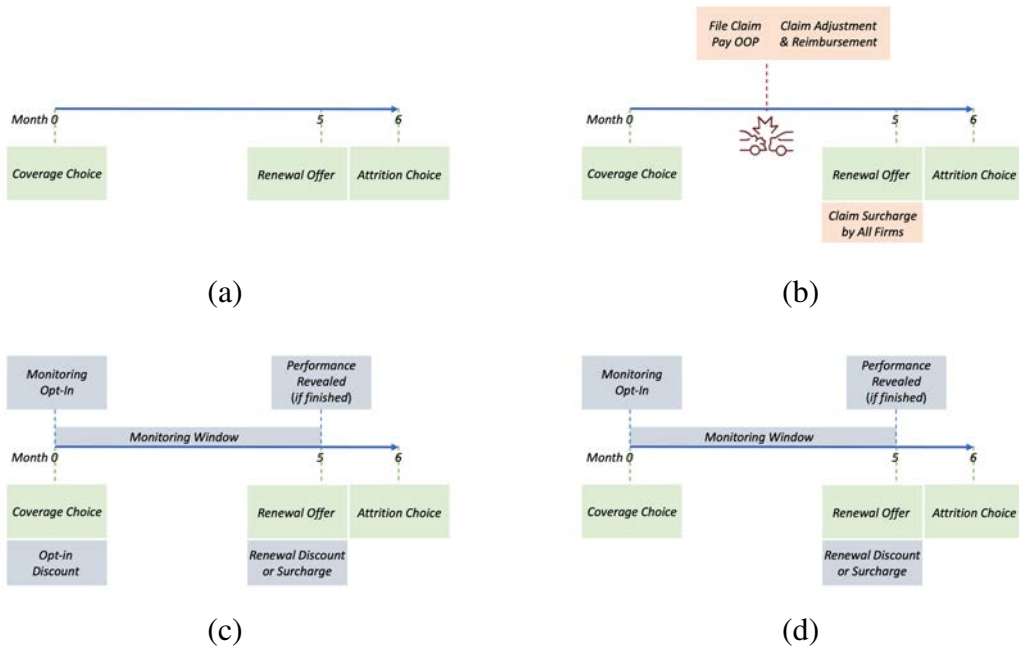 Month 0 5 6
Coverage Choice Renewal Offer Attrition Choice
(a)
File Claim
Pay OOP
Claim Adjustment
& Reimbursement
Month 0 5 6
Coverage Choice Renewal Offer Attrition Choice
Claim Surcharge
by All Firms
(b)
Monitoring
Opt-In
Performance
Revealed
(if finished)
Monitoring Window
Month 0 5 6
Coverage Choice Renewal Offer Attrition Choice
Opt-in
Discount
Renewal Discount
or Surcharge
(c)
Monitoring
Opt-In
Performance
Revealed
(if finished)
Monitoring Window
Month 0 5 6
Coverage Choice Renewal Offer Attrition Choice
Renewal Discount
or Surcharge
(d)